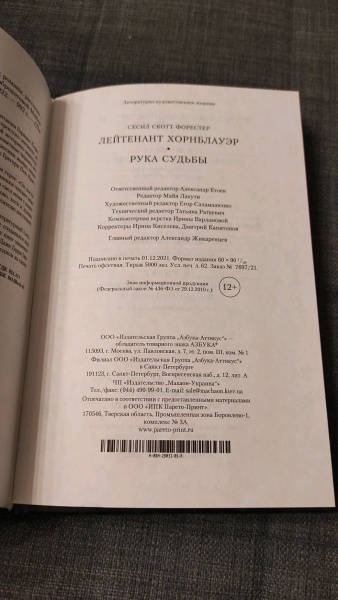 Литературно-художественное издание
СЕСИЛ СКОТТ ФОРЕСТЕР
ЛЕЙТЕНАНТ ХОРНБЛАУЭР
•
РУКА СУДЬБЫ
Ответственный редактор Александр Етоев
Редактор Майя Лахути
Художественный редактор Егор Саламашенко
Технический редактор Татьяна Раткевич
Компьютерная верстка Ирины Варламовой
Корректоры Ирина Киселева, Дмитрий Капитонов
Главный редактор Александр Жикаренцев
Подписано в печать 01.12.2021. Формат издания 60 × 90
Печать офсетная. Тираж 5000 экз. Усл. печ. л. 62. Заказ № 7697/21.
Знак информационной продукции
(Федеральный закон № 436-ФЗ от 29.12.2010 г.):
12+
ООО «Издательская Группа „Азбука-Аттикус“» —
обладатель товарного знака АЗБУКА®
115093, г. Москва, ул. Павловская, д. 7, эт. 2, пом. III, ком. № 1
Филиал ООО «Издательская Группа „Азбука-Аттикус“»
в Санкт-Петербурге
191123, г. Санкт-Петербург, Воскресенская наб., д. 12, лит. А
ЧП «Издательство „Махаон-Украина“»
Тел./факс: (044) 490-99-01. E-mail: sale@machaon.kiev.ua
Отпечатано в соответствии с предоставленными материалами
в ООО «ИПК Парето-Принт».
170546, Тверская область, Промышленная зона Боровлево-1,
комплекс № 3А.
www.pareto-print.ru